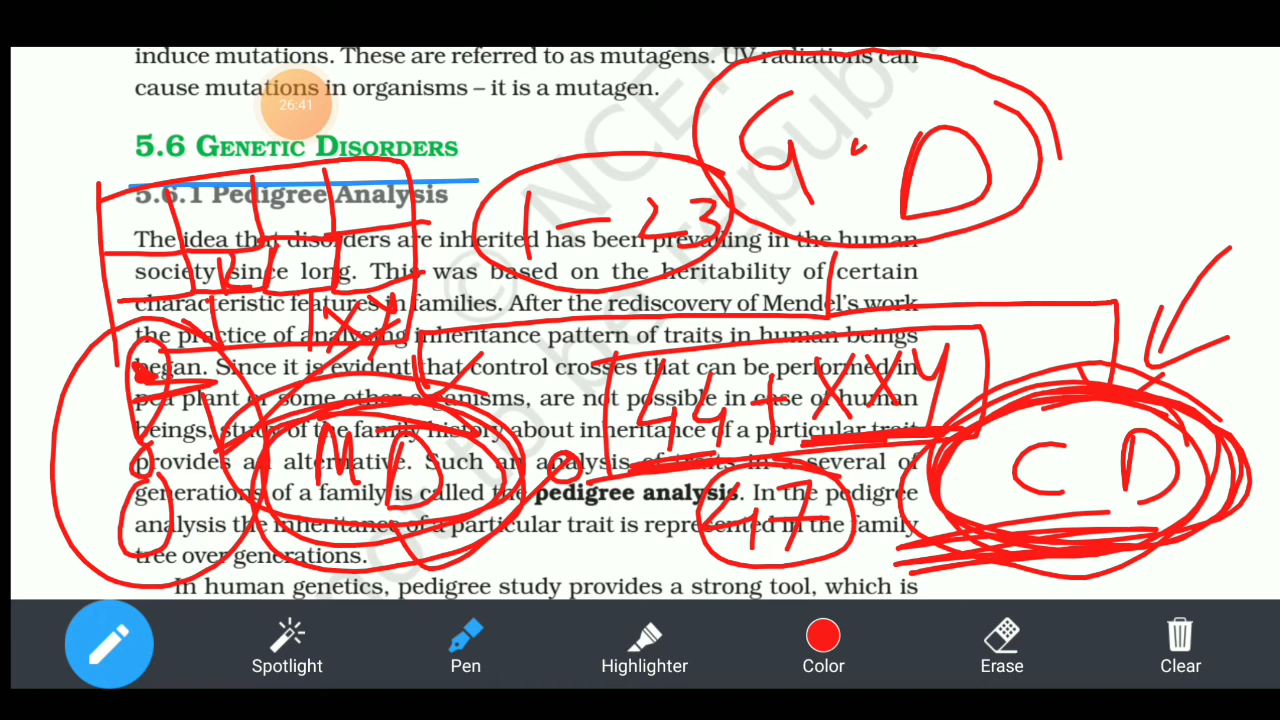 induce mutations. These are referred to as mutagens. UV radiations can
cause mutations in organisms – it is a mutagen.
26:41
G.D
5.6 GENETIC DISORDERS
5.6.1 Pedigree Analysis
1 – 23
The idea that disorders are inherited has been prevailing in the human
society since long. This was based on the heritability of certain
characteristic features in families. After the rediscovery of Mendel's work
the practice of analysing inheritance pattern of traits in human beings
began. Since it is evident that control crosses that can be performed in
pea plant or some other organisms, are not possible in case of human
beings, study of the family history about inheritance of a particular trait
provides an alternative. Such an analysis of traits in a several of
generations of a family is called the pedigree analysis. In the pedigree
analysis the inheritance of a particular trait is represented in the family
tree over generations.
In human genetics, pedigree study provides a strong tool, which is
XY
44+XXY
MD
CD
47
© NCERT
republi
Spotlight
Pen
Highlighter
Color
Erase
Clear